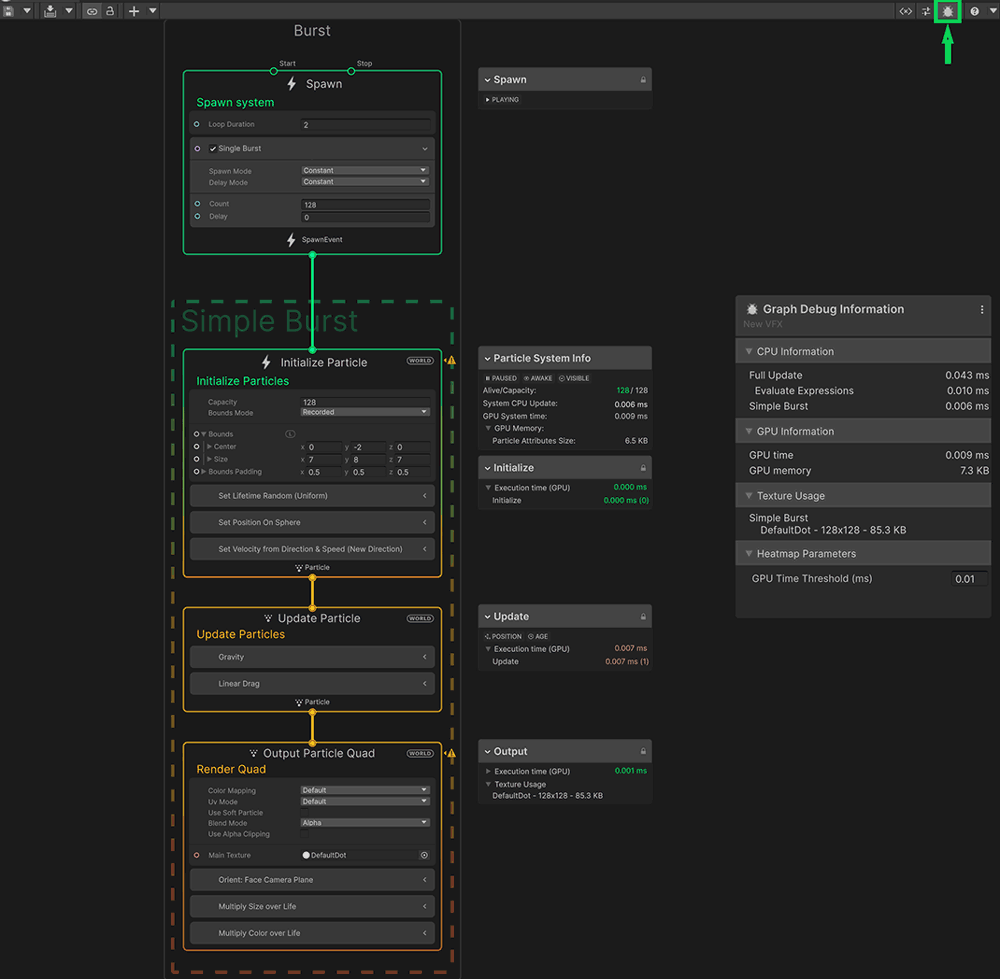 Burst
Start
Stop
Spawn
Spawn system
Loop Duration 2
Single Burst
Spawn Mode Constant
Delay Mode Constant
Count 128
Delay 0
SpawnEvent
Simple Burst
Initialize Particle WORLD
Initialize Particles
Capacity 128
Bounds Mode Recorded
Bounds L
Center x 0 y -2 z 0
Size x 7 y 8 z 7
Bounds Padding x 0.5 y 0.5 z 0.5
Set Lifetime Random (Uniform)
Set Position On Sphere
Set Velocity from Direction & Speed (New Direction)
Particle
Update Particle WORLD
Update Particles
Gravity
Linear Drag
Particle
Output Particle Quad WORLD
Render Quad
Color Mapping Default
Uv Mode Default
Use Soft Particle
Blend Mode Alpha
Use Alpha Clipping
Main Texture DefaultDot
Orient: Face Camera Plane
Multiply Size over Life
Multiply Color over Life
Spawn
PLAYING
Particle System Info
PAUSED AWAKE VISIBLE
Alive/Capacity: 128 / 128
System CPU Update: 0.006 ms
GPU System time: 0.009 ms
GPU Memory:
Particle Attributes Size: 6.5 KB
Initialize
Execution time (GPU) 0.000 ms
Initialize 0.000 ms (0)
Update
POSITION AGE
Execution time (GPU) 0.007 ms
Update 0.007 ms (1)
Output
Execution time (GPU) 0.001 ms
Texture Usage
DefaultDot - 128x128 - 85.3 KB
Graph Debug Information
New VFX
CPU Information
Full Update 0.043 ms
Evaluate Expressions 0.010 ms
Simple Burst 0.006 ms
GPU Information
GPU time 0.009 ms
GPU memory 7.3 KB
Texture Usage
Simple Burst
DefaultDot - 128x128 - 85.3 KB
Heatmap Parameters
GPU Time Threshold (ms) 0.01